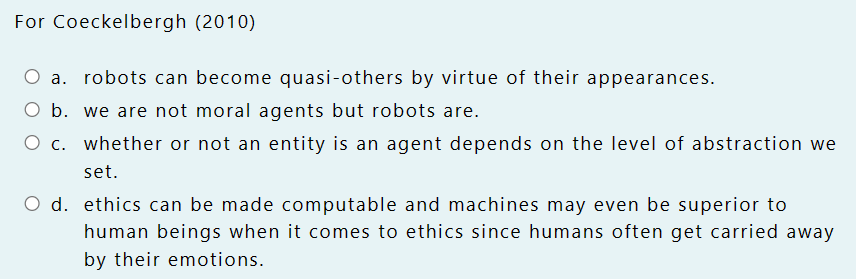 For Coeckelbergh (2010)
a. robots can become quasi-others by virtue of their appearances.
b. we are not moral agents but robots are.
c. whether or not an entity is an agent depends on the level of abstraction we
set.
d. ethics can be made computable and machines may even be superior to
human beings when it comes to ethics since humans often get carried away
by their emotions.